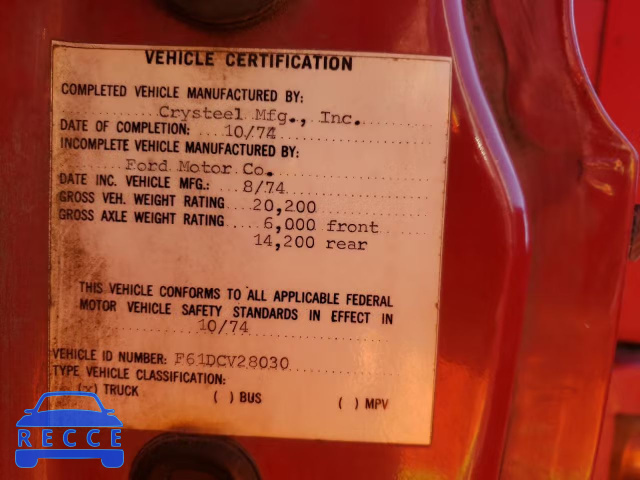 VEHICLE CERTIFICATION
COMPLETED VEHICLE MANUFACTURED BY:
Crysteel Mfg., Inc.
DATE OF COMPLETION: 10/74
INCOMPLETE VEHICLE MANUFACTURED BY:
Ford Motor Co.
DATE INC. VEHICLE MFG.: 8/74
GROSS VEH. WEIGHT RATING 20,200
GROSS AXLE WEIGHT RATING 6,000 front
14,200 rear
THIS VEHICLE CONFORMS TO ALL APPLICABLE FEDERAL
MOTOR VEHICLE SAFETY STANDARDS IN EFFECT IN
10/74
VEHICLE ID NUMBER: F61DCV28030
TYPE VEHICLE CLASSIFICATION:
(x) TRUCK ( ) BUS ( ) MPV
RECCE